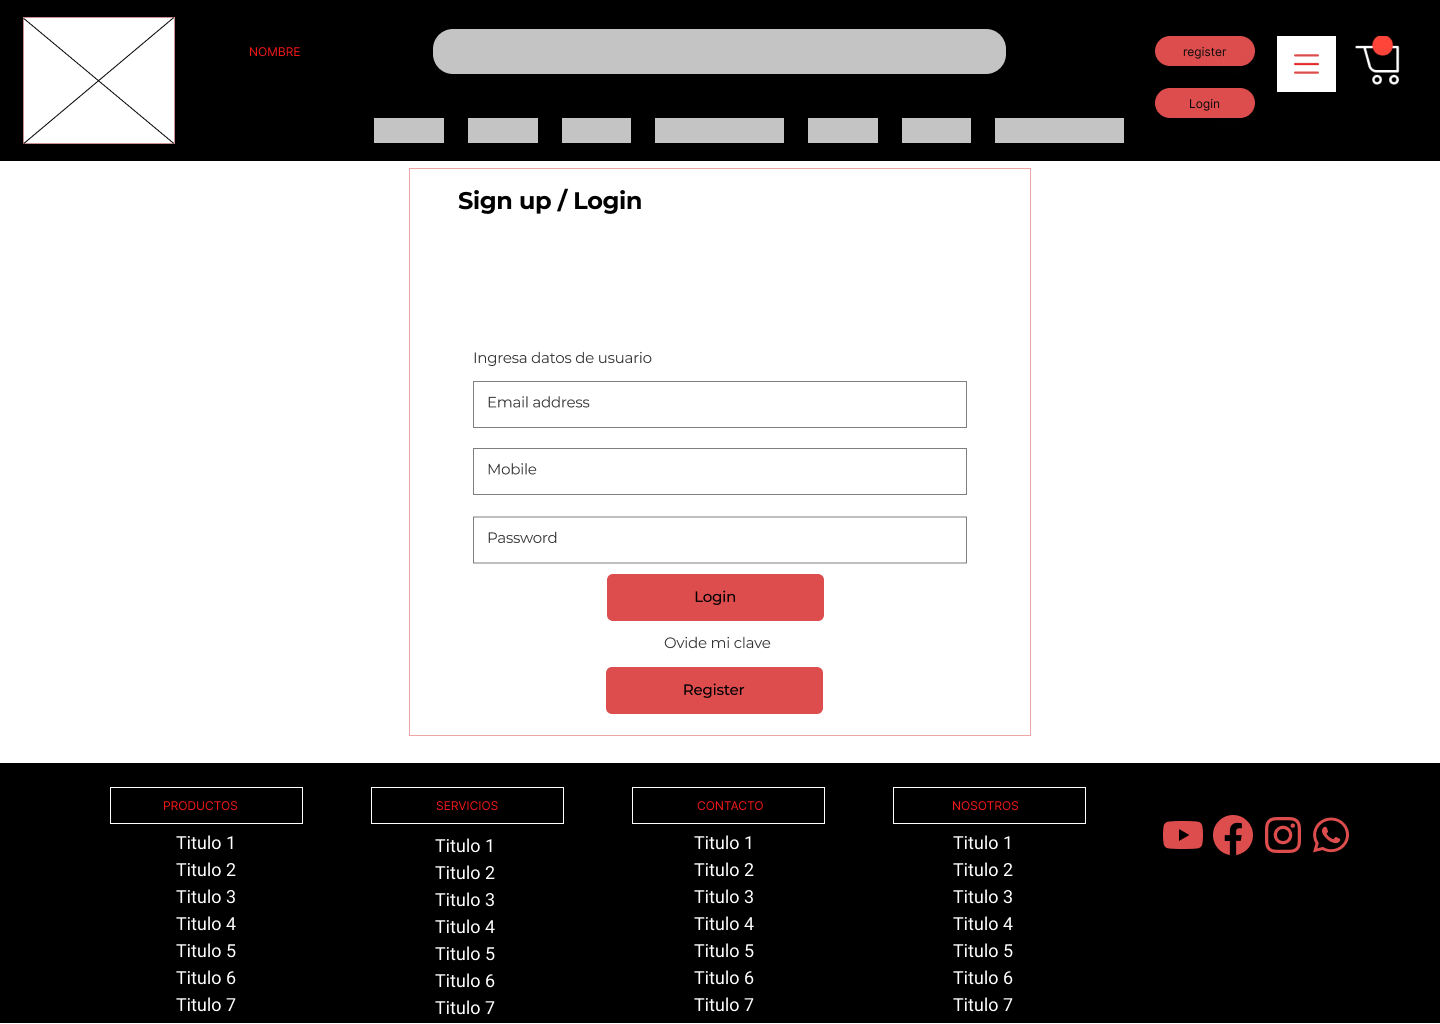 NOMBRE
register
Login
Sign up / Login
Ingresa datos de usuario
Email address
Mobile
Password
Login
Ovide mi clave
Register
PRODUCTOS
Titulo 1
Titulo 2
Titulo 3
Titulo 4
Titulo 5
Titulo 6
Titulo 7
SERVICIOS
Titulo 1
Titulo 2
Titulo 3
Titulo 4
Titulo 5
Titulo 6
Titulo 7
CONTACTO
Titulo 1
Titulo 2
Titulo 3
Titulo 4
Titulo 5
Titulo 6
Titulo 7
NOSOTROS
Titulo 1
Titulo 2
Titulo 3
Titulo 4
Titulo 5
Titulo 6
Titulo 7